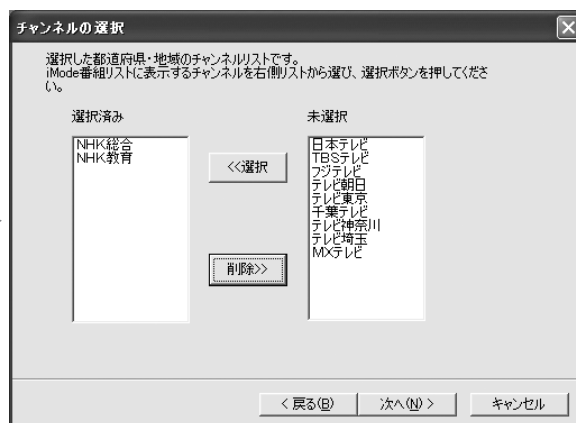 チャンネルの選択
選択した都道府県・地域のチャンネルリストです。
iMode番組リストに表示するチャンネルを右側リストから選び、選択ボタンを押してくださ
い。
選択済み
NHK総合
NHK教育
<<選択
削除>>
未選択
日本テレビ
TBSテレビ
フジテレビ
テレビ朝日
テレビ東京
千葉テレビ
テレビ神奈川
テレビ埼玉
MXテレビ
< 戻る(B)
次へ(N) >
キャンセル